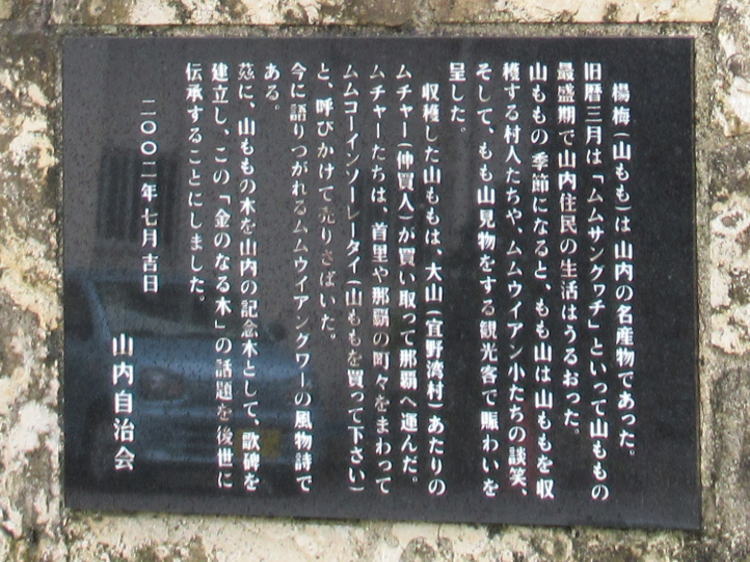 楊梅(山もも)は山内の名産物であった。
旧暦三月は「ムムサングヮチ」といって山ももの
最盛期で山内住民の生活はうるおった。
山ももの季節になると、もも山は山ももを収
穫する村人たちや、ムムウイアン小たちの談笑、
そして、もも山見物をする観光客で賑わいを
呈した。
収穫した山ももは、大山(宜野湾村)あたりの
ムチャー(仲買人)が買い取って那覇へ運んだ。
ムチャーたちは、首里や那覇の町々をまわって
ムムコーインソーレータイ(山ももを買って下さい)
と、呼びかけて売りさばいた。
今に語りつがれるムムウイアングヮーの風物詩で
ある。
茲に、山ももの木を山内の記念木として、歌碑を
建立し、この「金のなる木」の話題を後世に
伝承することにしました。
二〇〇二年七月吉日
山内自治会